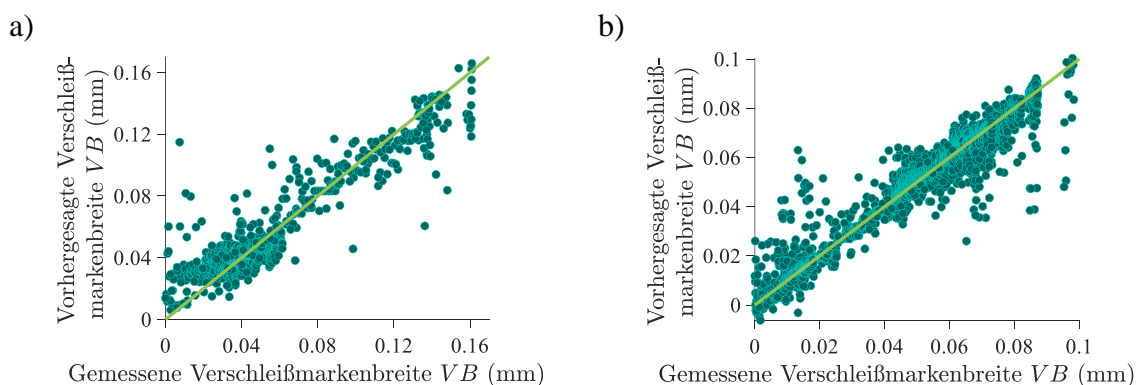 a)
Vorhergesagte Verschleiß-
markenbreite VB (mm)
0.16
0.12
0.08
0.04
0
0 0.04 0.08 0.12 0.16
Gemessene Verschleißmarkenbreite VB (mm)
b)
Vorhergesagte Verschleiß-
markenbreite VB (mm)
0.1
0.08
0.06
0.04
0.02
0
0 0.02 0.04 0.06 0.08 0.1
Gemessene Verschleißmarkenbreite VB (mm)